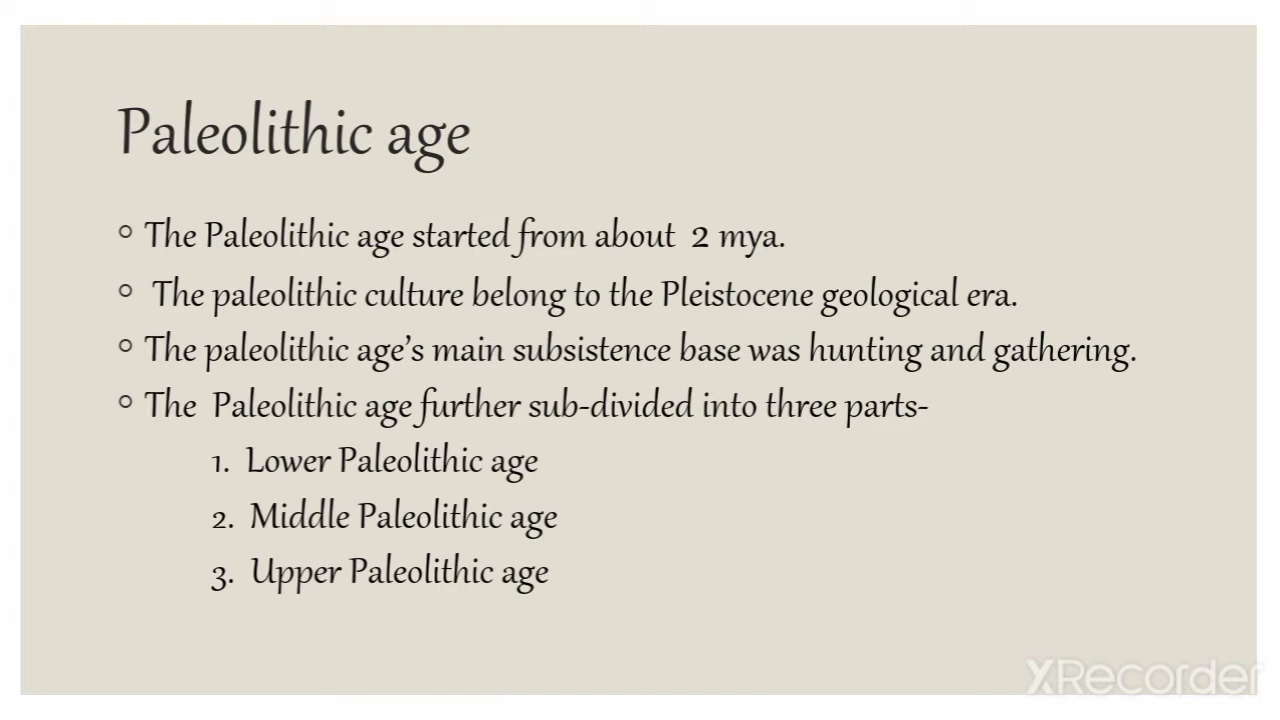 Paleolithic age
◦ The Paleolithic age started from about 2 mya.
◦ The paleolithic culture belong to the Pleistocene geological era.
◦ The paleolithic age's main subsistence base was hunting and gathering.
◦ The Paleolithic age further sub-divided into three parts-
1. Lower Paleolithic age
2. Middle Paleolithic age
3. Upper Paleolithic age
XRecorder